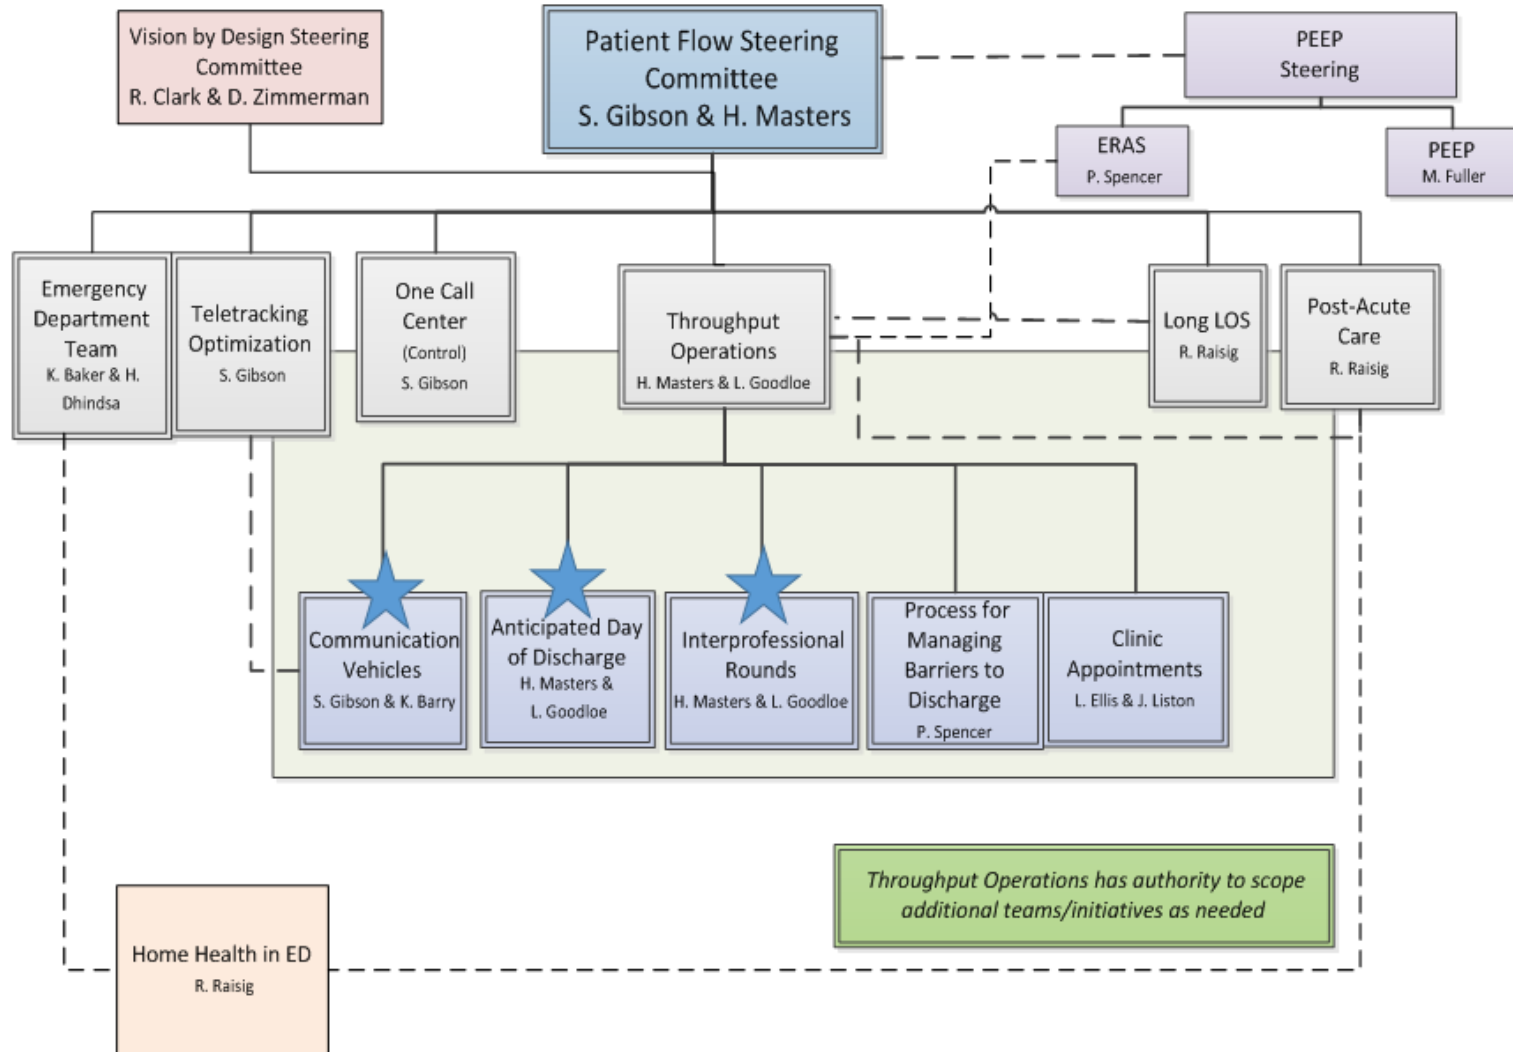 Vision by Design Steering
Committee
R. Clark & D. Zimmerman
Patient Flow Steering
Committee
S. Gibson & H. Masters
PEEP
Steering
ERAS
P. Spencer
PEEP
M. Fuller
Emergency
Department
Team
K. Baker & H.
Dhindsa
Teletracking
Optimization
S. Gibson
One Call
Center
(Control)
S. Gibson
Throughput
Operations
H. Masters & L. Goodloe
Long LOS
R. Raisig
Post-Acute
Care
R. Raisig
Communication
Vehicles
S. Gibson & K. Barry
Anticipated Day
of Discharge
H. Masters &
L. Goodloe
Interprofessional
Rounds
H. Masters & L. Goodloe
Process for
Managing
Barriers to
Discharge
P. Spencer
Clinic
Appointments
L. Ellis & J. Liston
Throughput Operations has authority to scope
additional teams/initiatives as needed
Home Health in ED
R. Raisig